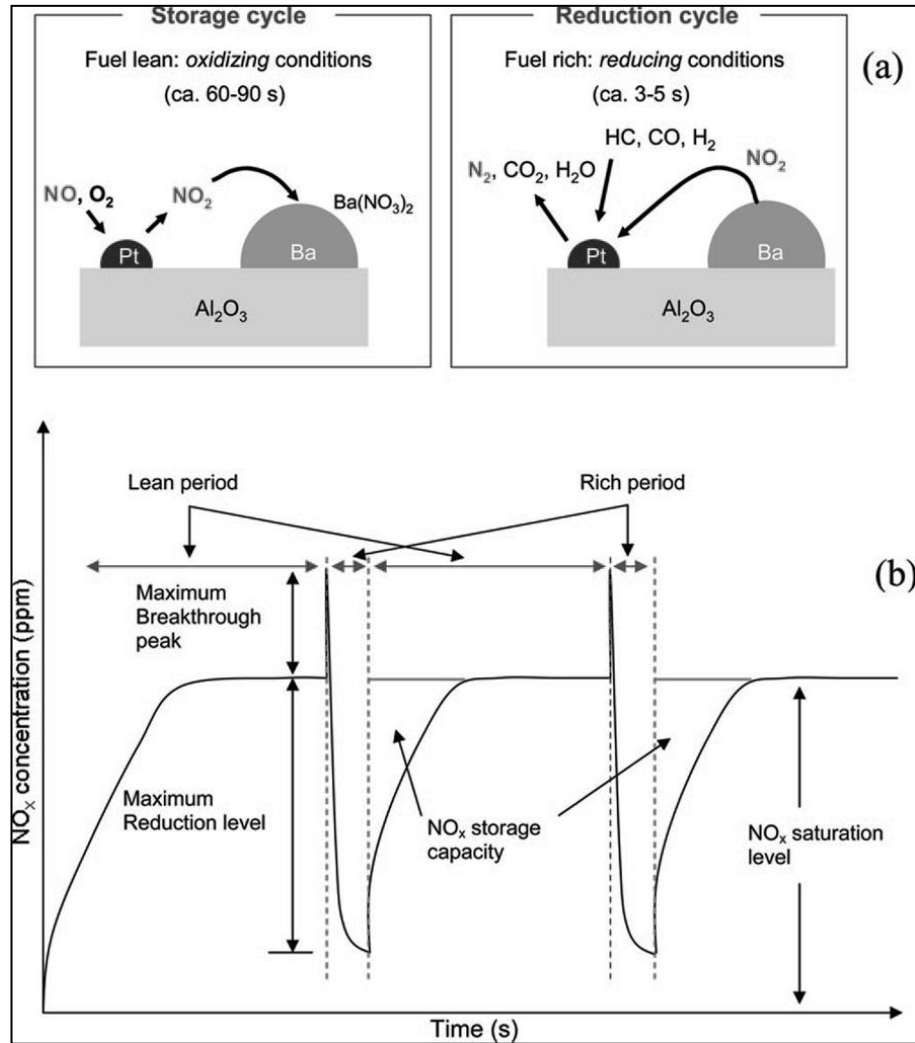 Storage cycle
Fuel lean: oxidizing conditions
(ca. 60-90 s)
NO, O₂
NO₂
Ba(NO₃)₂
Pt
Ba
Al₂O₃
Reduction cycle
Fuel rich: reducing conditions
(ca. 3-5 s)
HC, CO, H₂
N₂, CO₂, H₂O
NO₂
Pt
Ba
Al₂O₃
(a)
Lean period
Rich period
(b)
Maximum
Breakthrough
peak
Maximum
Reduction level
NOₓ storage
capacity
NOₓ saturation
level
NOₓ concentration (ppm)
Time (s)